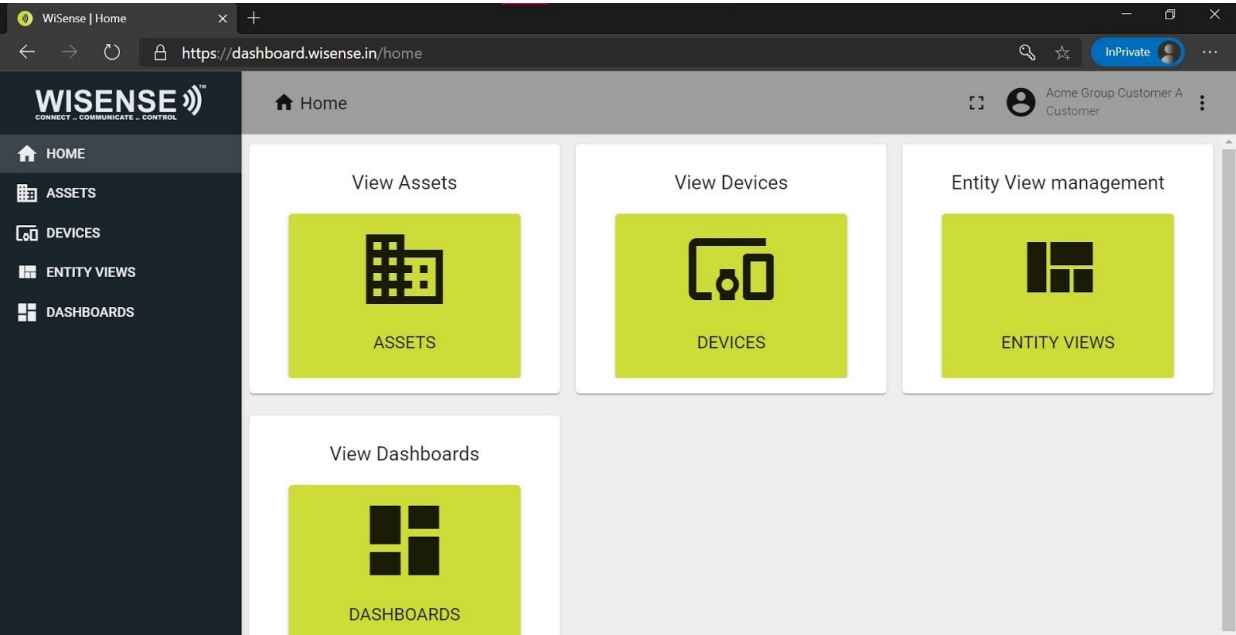 WiSense | Home
https://dashboard.wisense.in/home
InPrivate
WISENSE™
CONNECT .. COMMUNICATE .. CONTROL
Home
Acme Group Customer A
Customer
HOME
ASSETS
DEVICES
ENTITY VIEWS
DASHBOARDS
View Assets
ASSETS
View Devices
DEVICES
Entity View management
ENTITY VIEWS
View Dashboards
DASHBOARDS